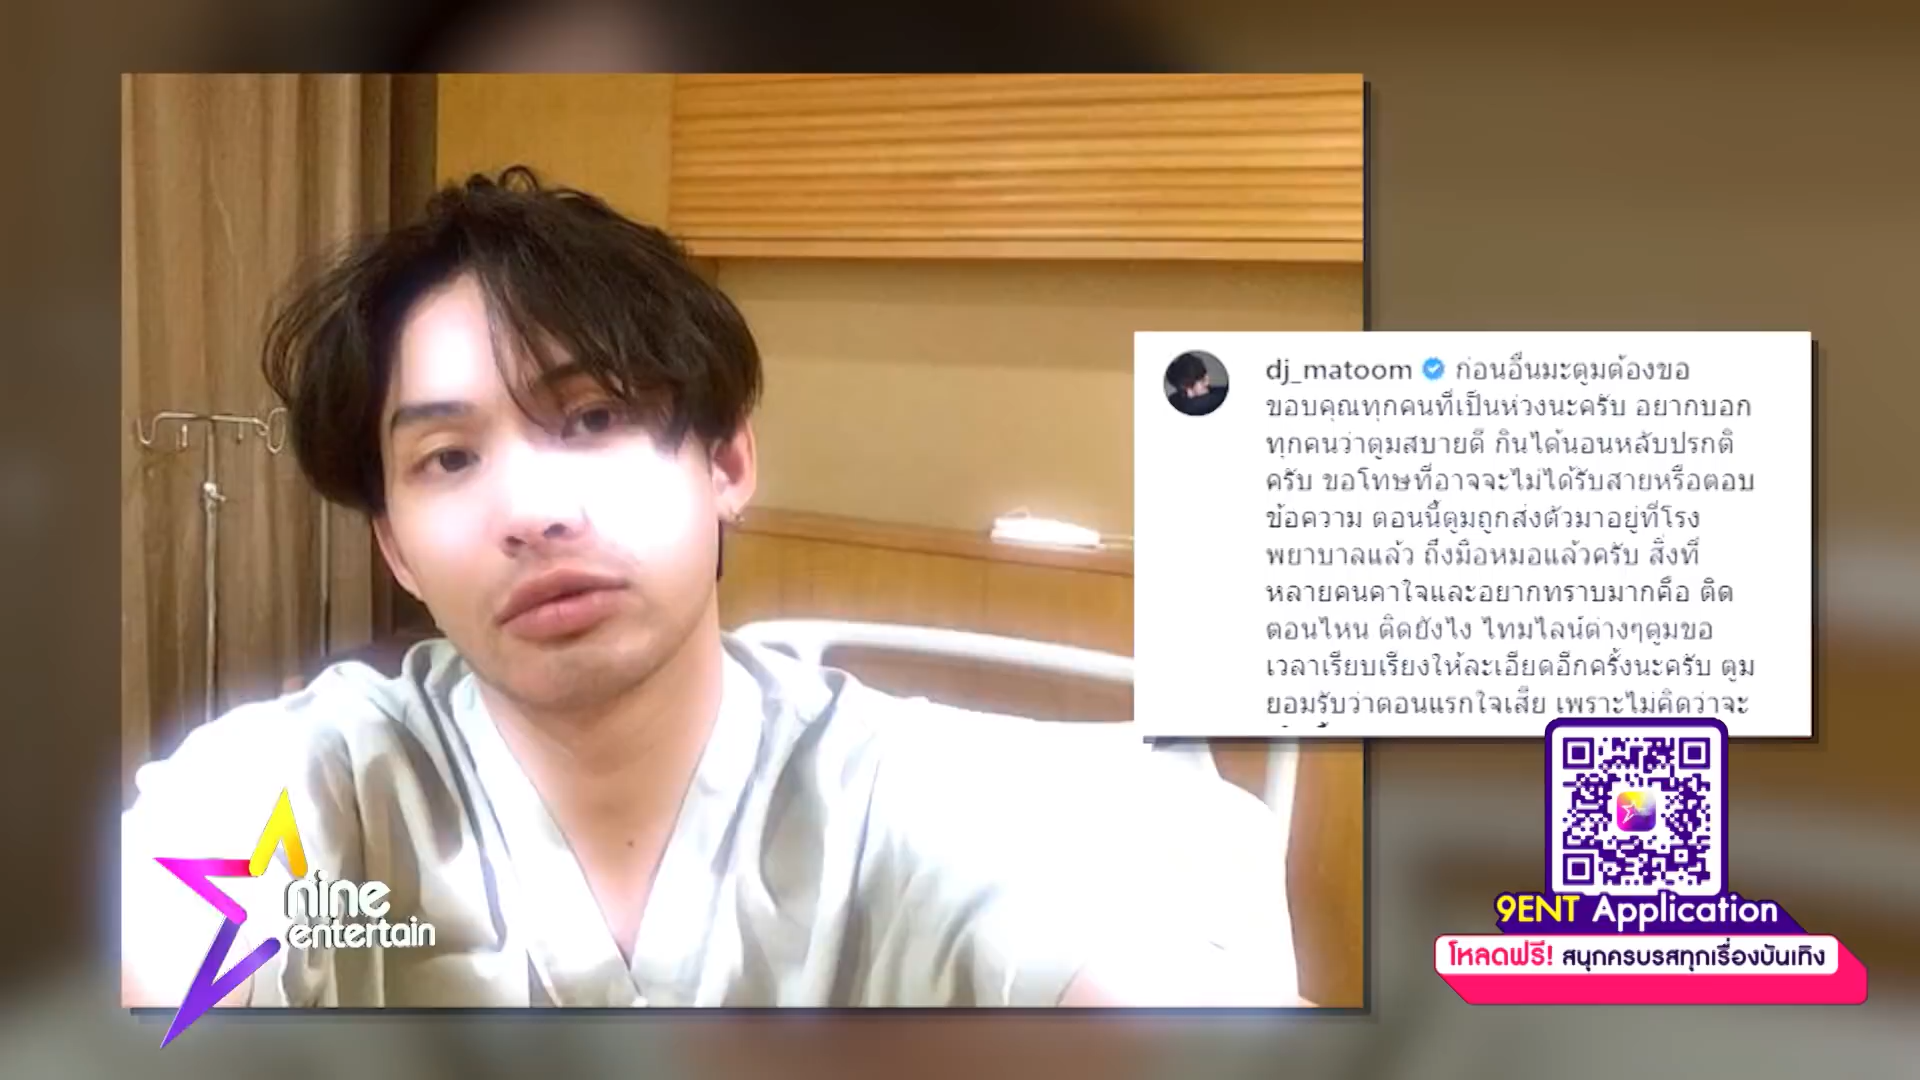 dj_matoom ก่อนอื่นมะตูมต้องขอ
ขอบคุณทุกคนที่เป็นห่วงนะครับ อยากบอก
ทุกคนว่าตูมสบายดี กินได้นอนหลับปรกติ
ครับ ขอโทษที่อาจจะไม่ได้รับสายหรือตอบ
ข้อความ ตอนนี้ตูมถูกส่งตัวมาอยู่ที่โรง
พยาบาลแล้ว ถึงมือหมอแล้วครับ สิ่งที่
หลายคนคาใจและอยากทราบมากคือ ติด
ตอนไหน ติดยังไง ไทม์ไลน์ต่างๆตูมขอ
เวลาเรียบเรียงให้ละเอียดอีกครั้งนะครับ ตูม
ยอมรับว่าตอนแรกใจเสีย เพราะไม่คิดว่าจะ
nine
entertain
9ENT Application
โหลดฟรี! สนุกครบรสทุกเรื่องบันเทิง